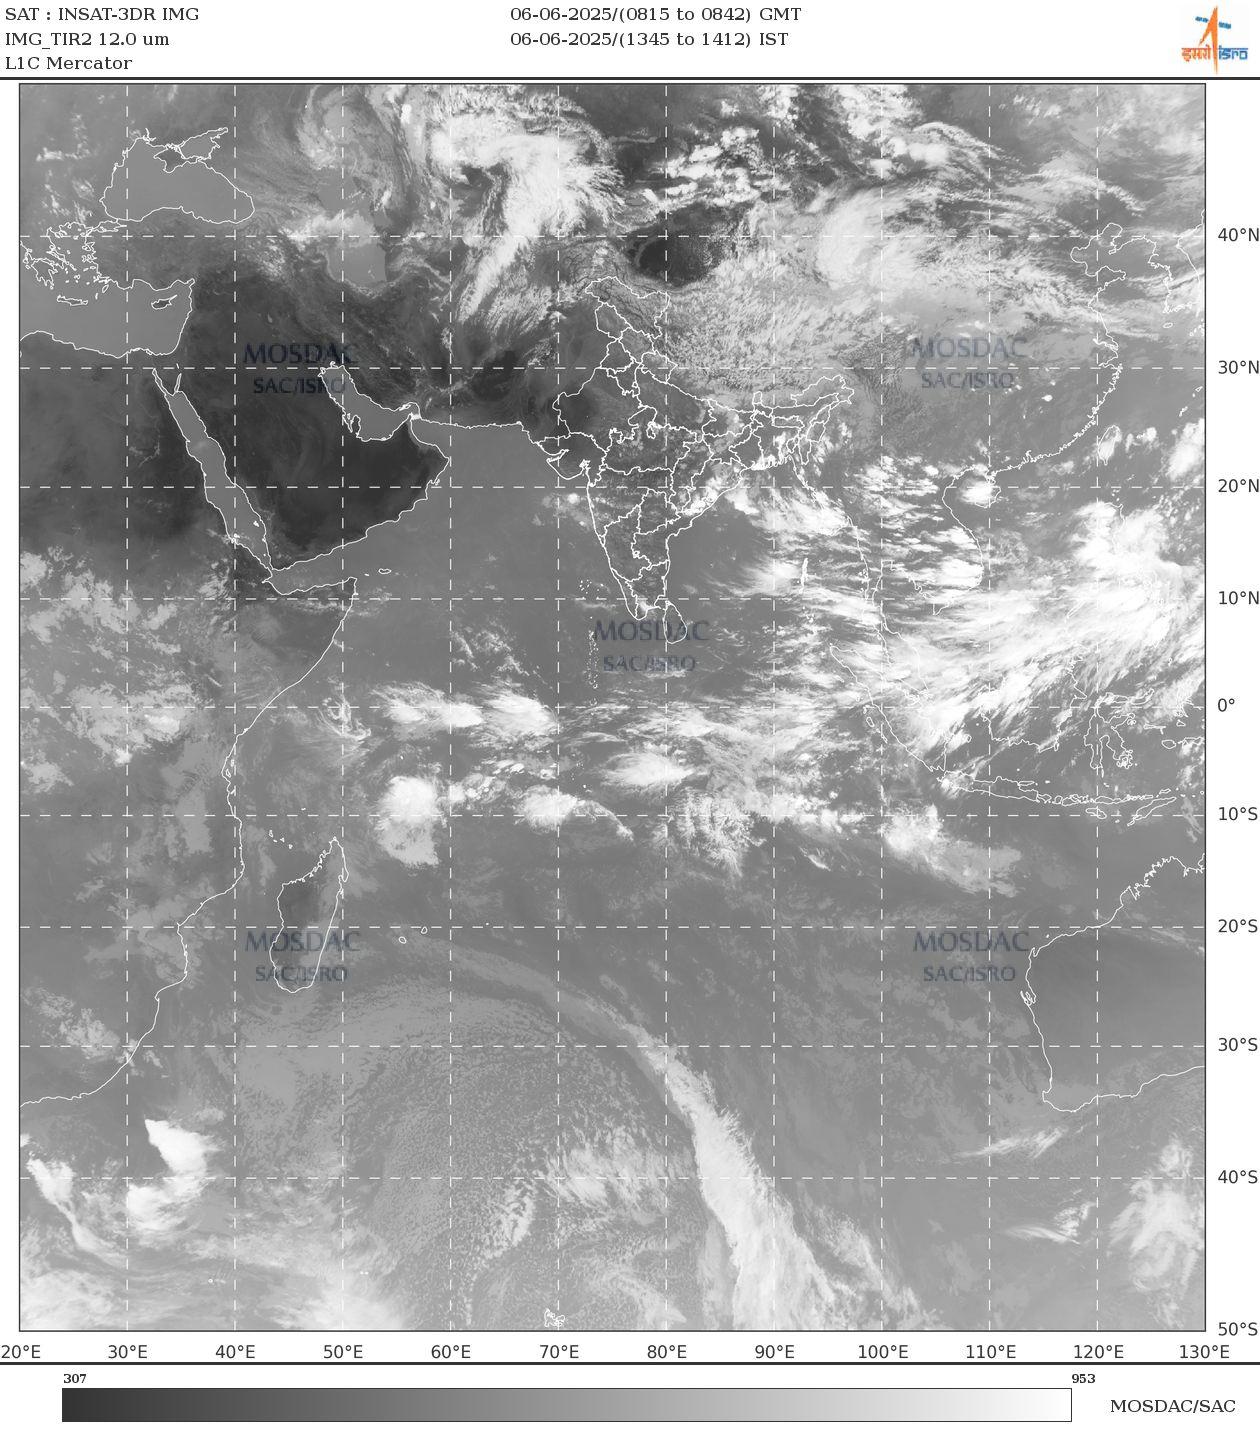 SAT : INSAT-3DR IMG
06-06-2025/(0815 to 0842) GMT
IMG_TIR2 12.0 um
06-06-2025/(1345 to 1412) IST
L1C Mercator
इसरो isro
MOSDAC
SAC/ISRO
MOSDAC
SAC/ISRO
MOSDAC
SAC/ISRO
MOSDAC
SAC/ISRO
MOSDAC
SAC/ISRO
40°N
30°N
20°N
10°N
0°
10°S
20°S
30°S
40°S
50°S
20°E 30°E 40°E 50°E 60°E 70°E 80°E 90°E 100°E 110°E 120°E 130°E
307
953
MOSDAC/SAC